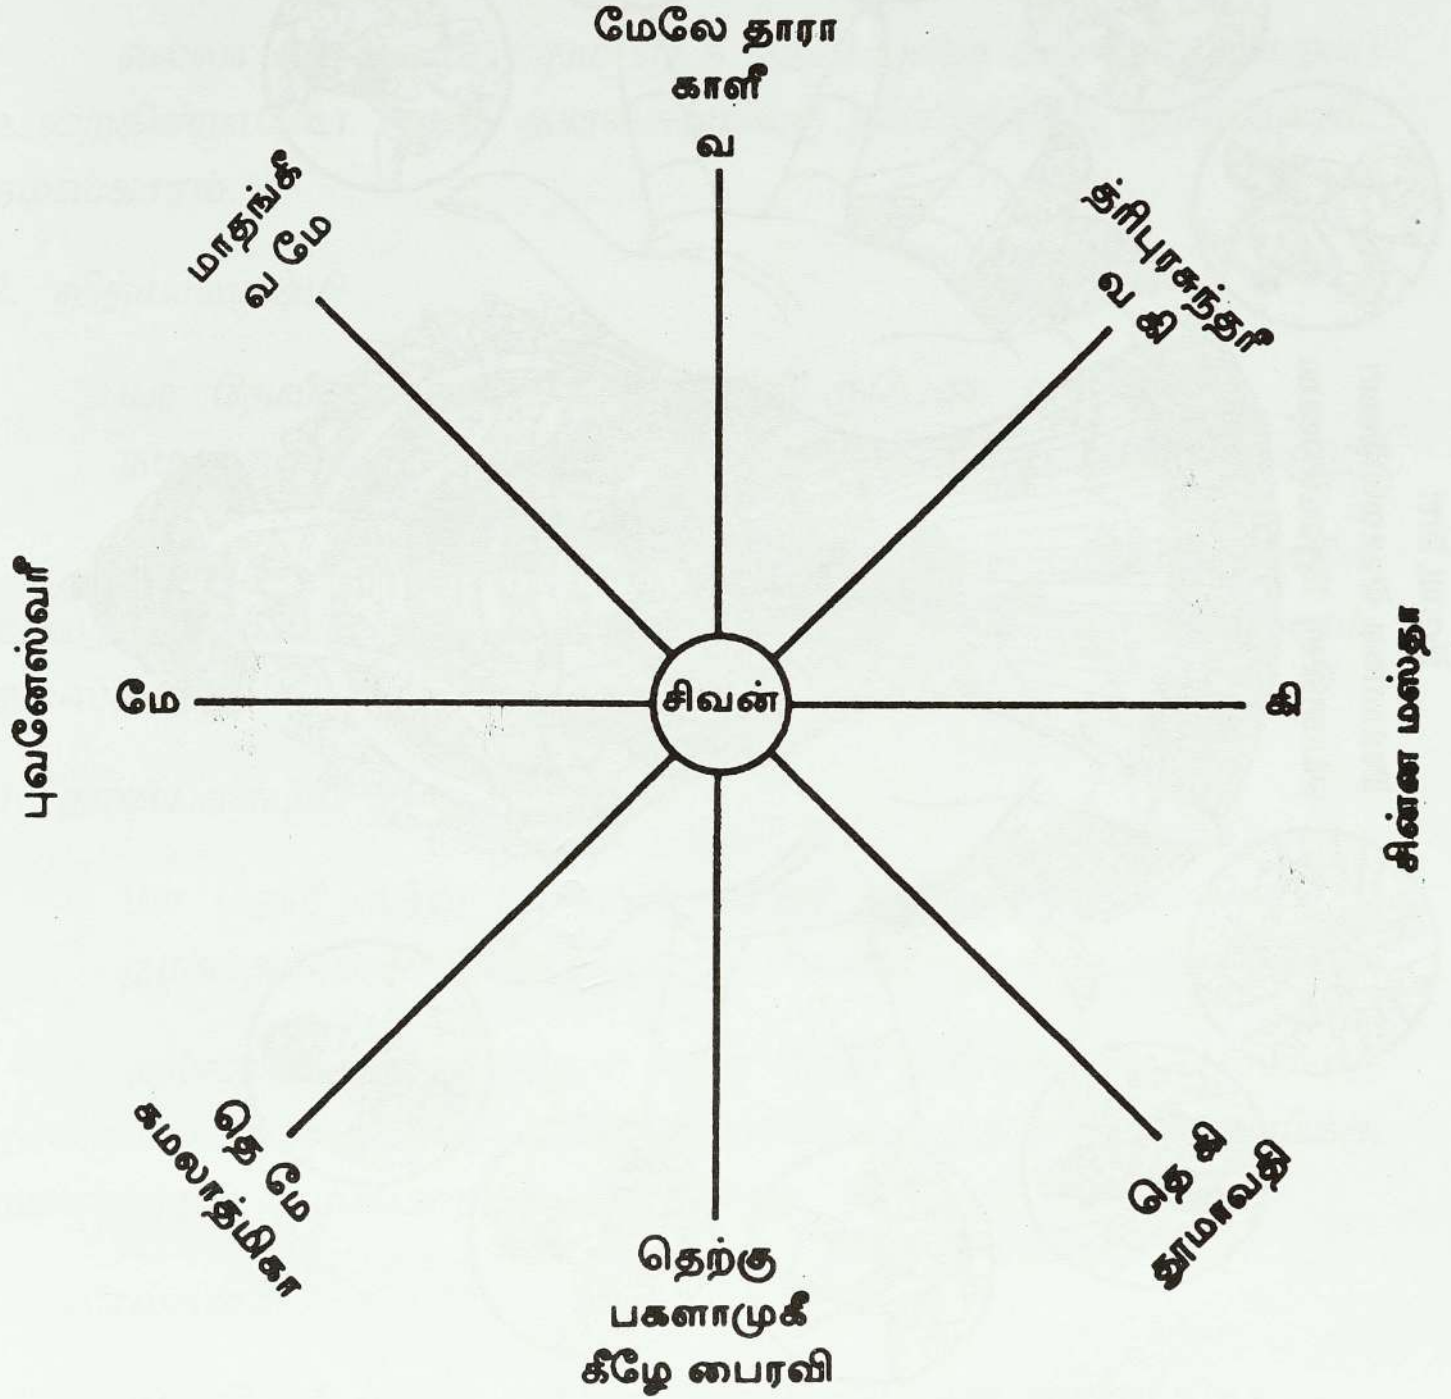 மேலே தாரா
காளீ
வ
மாதங்கீ
வ மே
த்ரிபுரசுந்தரீ
வ கி
புவனேஸ்வரீ
மே
சிவன்
கி
சின்ன மஸ்தா
தெ மே
கமலாத்மிகா
தெ கி
தூமாவதி
தெற்கு
பகளாமுகீ
கீழே பைரவி